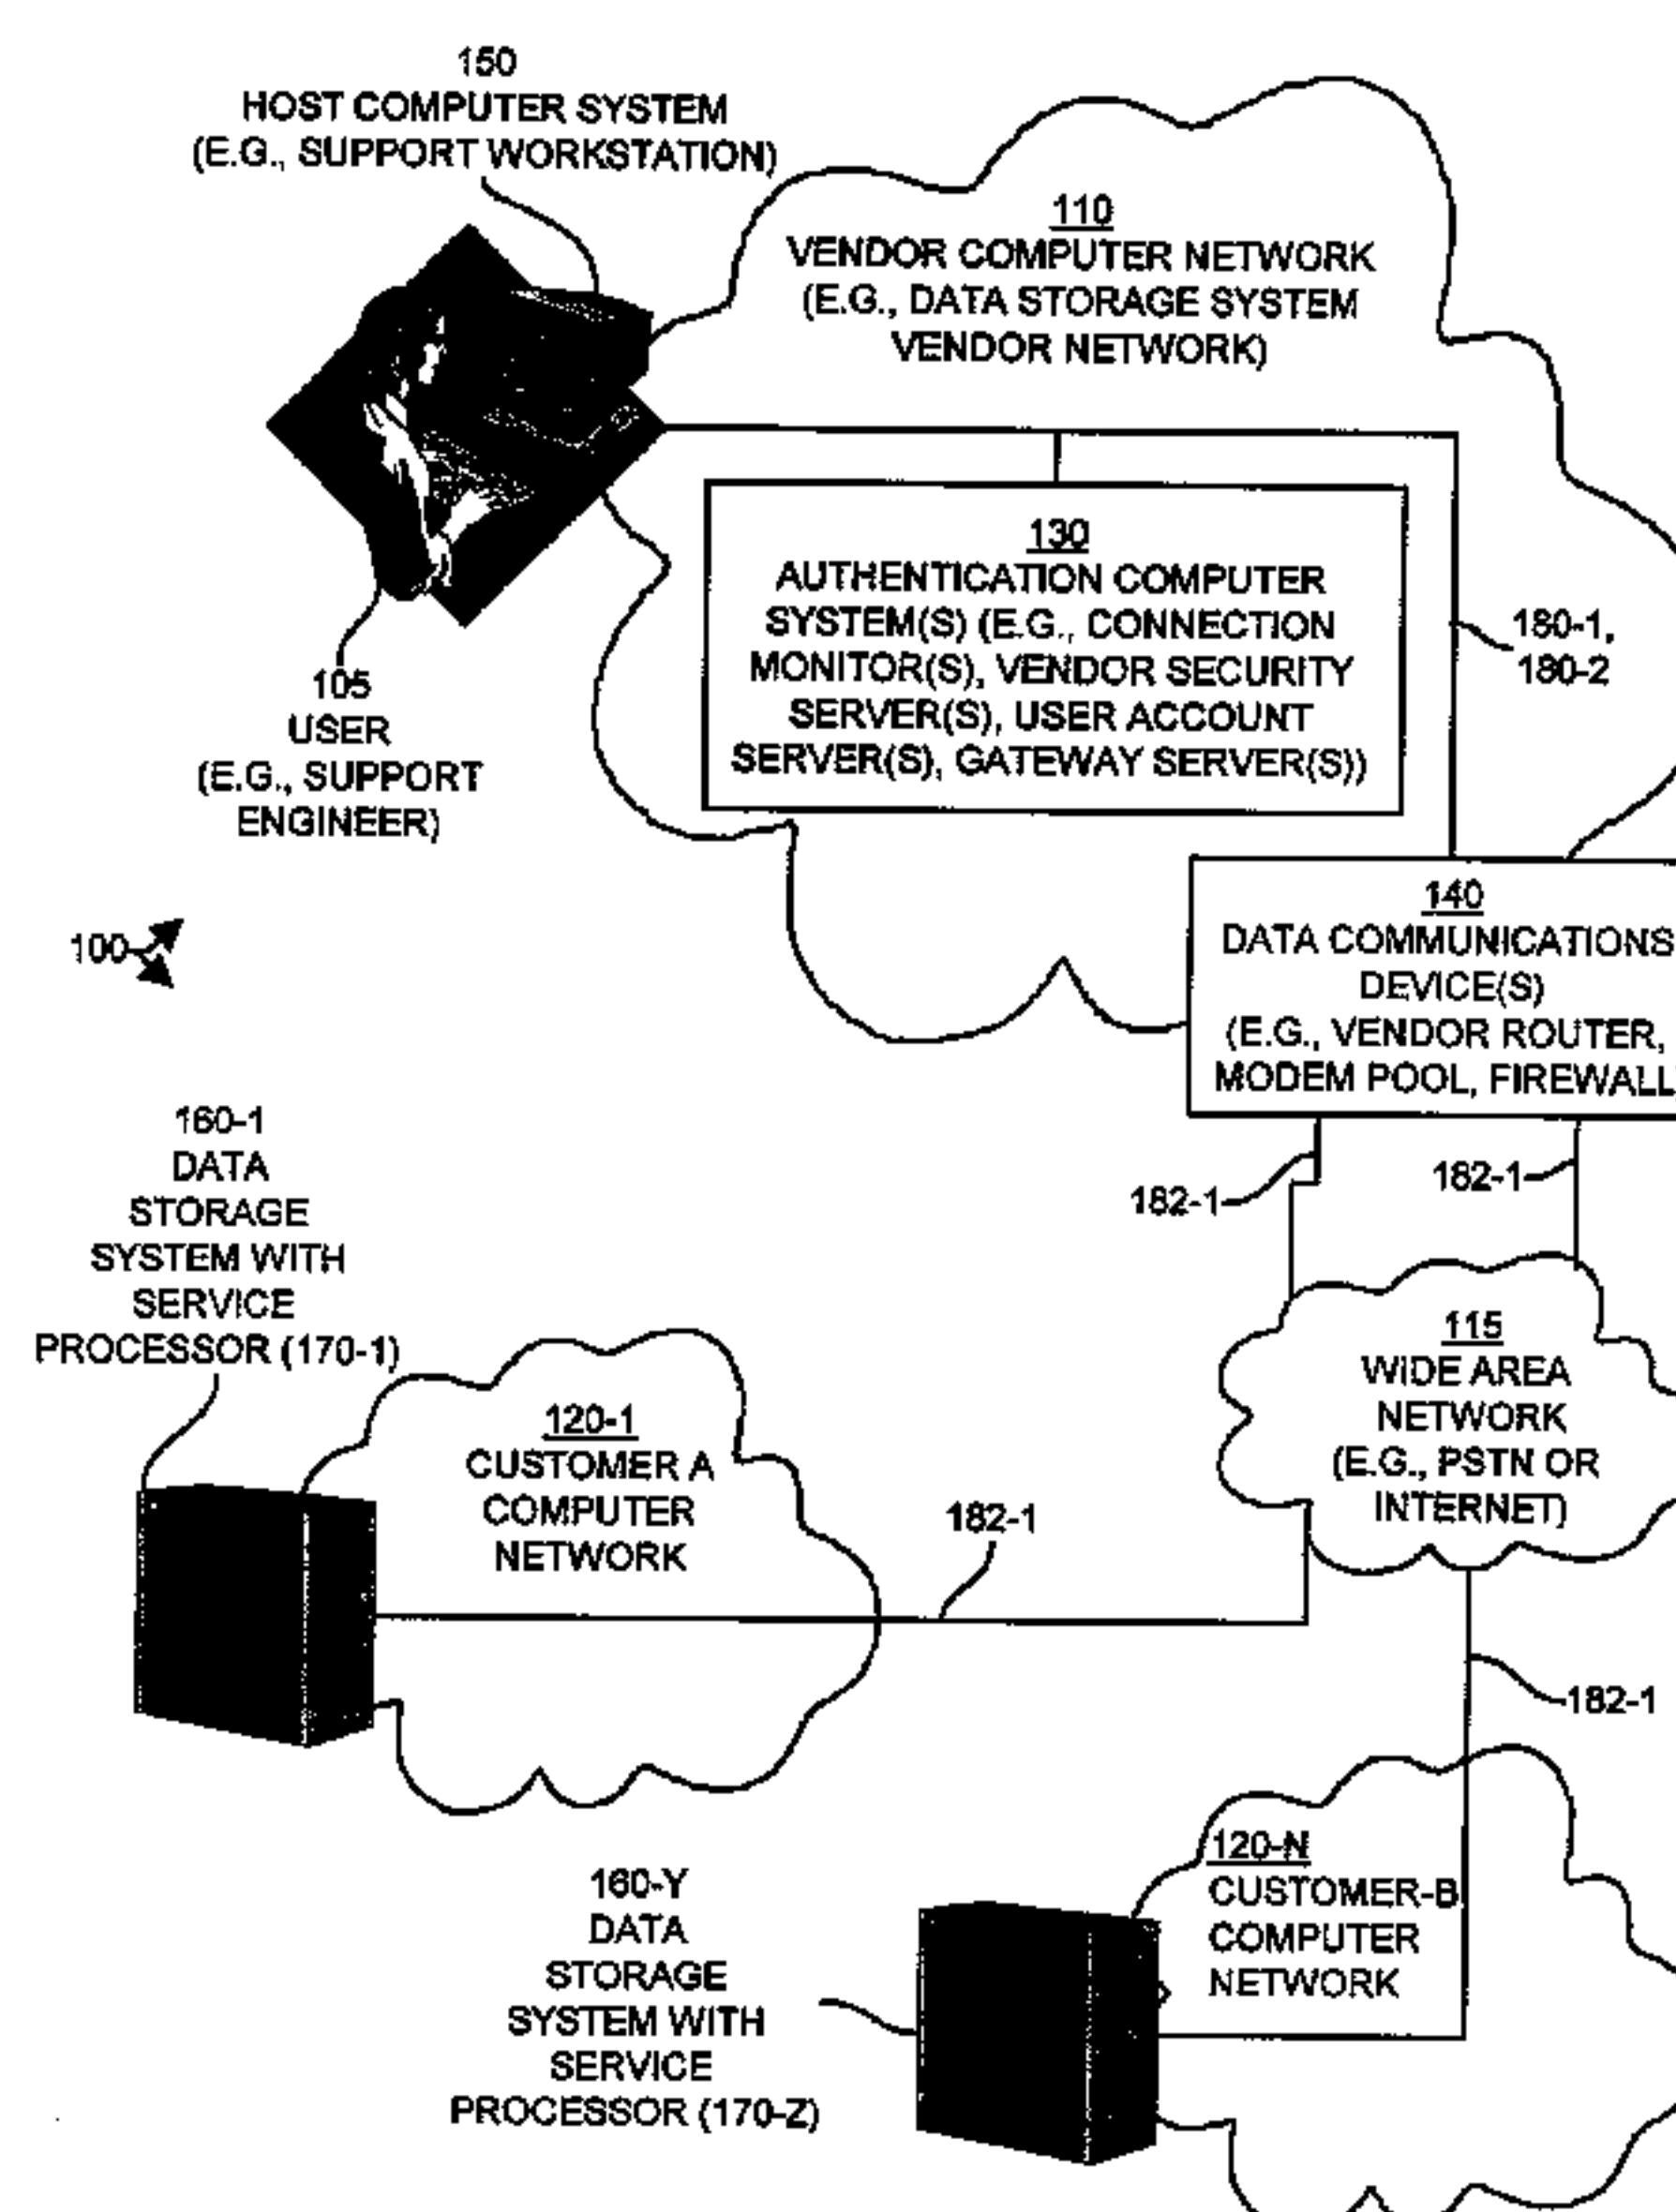 150
HOST COMPUTER SYSTEM
(E.G., SUPPORT WORKSTATION)
110
VENDOR COMPUTER NETWORK
(E.G., DATA STORAGE SYSTEM
VENDOR NETWORK)
130
AUTHENTICATION COMPUTER
SYSTEM(S) (E.G., CONNECTION
MONITOR(S), VENDOR SECURITY
SERVER(S), USER ACCOUNT
SERVER(S), GATEWAY SERVER(S))
180-1,
180-2
105
USER
(E.G., SUPPORT
ENGINEER)
100
140
DATA COMMUNICATIONS
DEVICE(S)
(E.G., VENDOR ROUTER,
MODEM POOL, FIREWALL
182-1
182-1
160-1
DATA
STORAGE
SYSTEM WITH
SERVICE
PROCESSOR (170-1)
115
WIDE AREA
NETWORK
(E.G., PSTN OR
INTERNET)
120-1
CUSTOMER A
COMPUTER
NETWORK
182-1
182-1
120-N
CUSTOMER-B
COMPUTER
NETWORK
160-Y
DATA
STORAGE
SYSTEM WITH
SERVICE
PROCESSOR (170-Z)